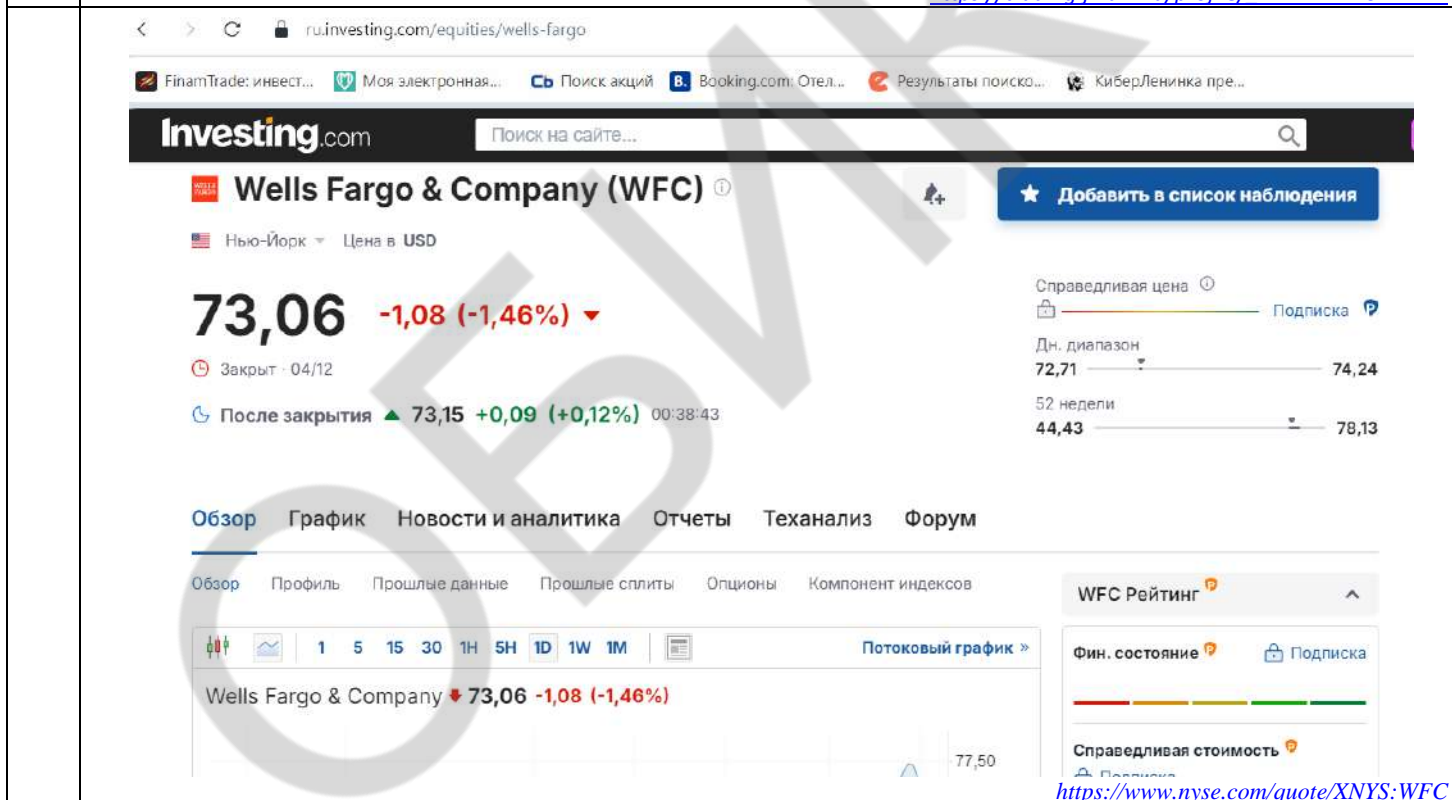 ru.investing.com/equities/wells-fargo
FinamTrade: инвест... Моя электронная... Сь Поиск акций B. Booking.com: Отел... Результаты поиско... КиберЛенинка пре...
Investing.com Поиск на сайте...
Wells Fargo & Company (WFC)
Добавить в список наблюдения
Нью-Йорк Цена в USD
73,06 -1,08 (-1,46%)
Закрыт · 04/12
После закрытия 73,15 +0,09 (+0,12%) 00:38:43
Справедливая цена
Подписка
Дн. диапазон
72,71 74,24
52 недели
44,43 78,13
Обзор График Новости и аналитика Отчеты Теханализ Форум
Обзор Профиль Прошлые данные Прошлые сплиты Опционы Компонент индексов
1 5 15 30 1H 5H 1D 1W 1M Потоковый график »
Wells Fargo & Company 73,06 -1,08 (-1,46%)
77,50
WFC Рейтинг
Фин. состояние Подписка
Справедливая стоимость
https://www.nyse.com/quote/XNYS:WFC
ОБИК